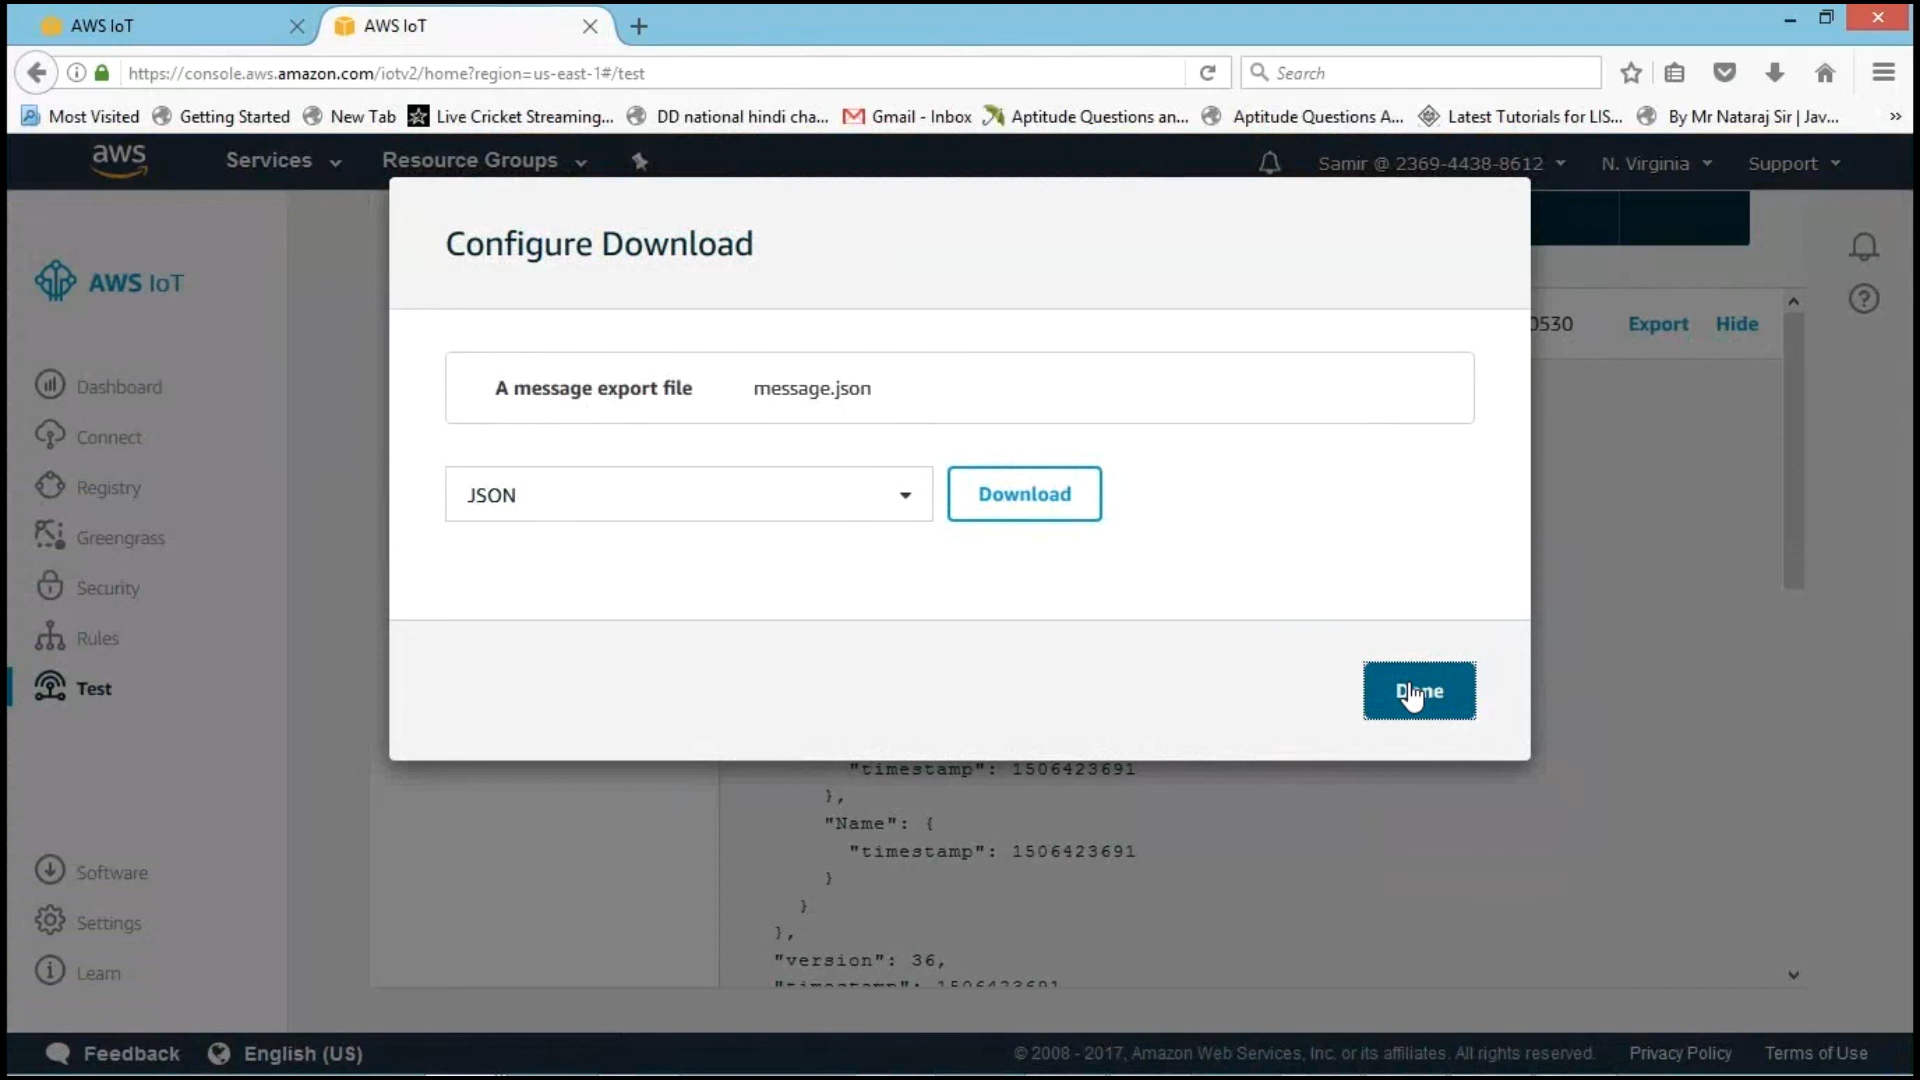 AWS IoT
AWS IoT
https://console.aws.amazon.com/iotv2/home?region=us-east-1#/test
Search
Most Visited Getting Started New Tab Live Cricket Streaming... DD national hindi cha... Gmail - Inbox Aptitude Questions an... Aptitude Questions A... Latest Tutorials for LIS... By Mr Nataraj Sir | Jav... »
aws Services Resource Groups Samir @ 2369-4438-8612 N. Virginia Support
Configure Download
AWS IoT
0530 Export Hide
A message export file message.json
JSON Download
Done
Dashboard
Connect
Registry
Greengrass
Security
Rules
Test
Software
Settings
Learn
"timestamp": 1506423691
},
"Name": {
"timestamp": 1506423691
}
}
},
"version": 36,
"timestamp": 1506423691
Feedback English (US) © 2008 - 2017, Amazon Web Services, Inc. or its affiliates. All rights reserved. Privacy Policy Terms of Use